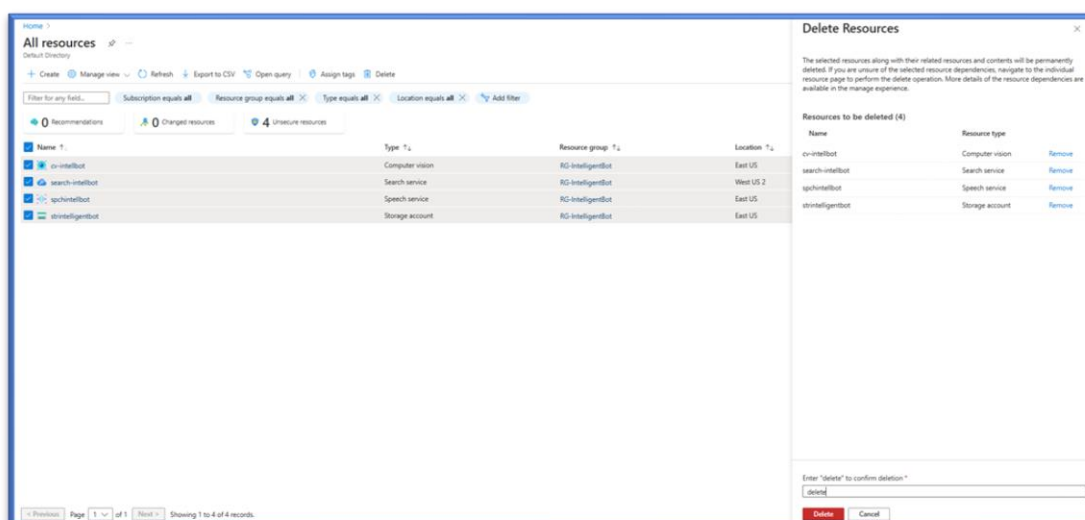 Home >
All resources
Default Directory
Create Manage view Refresh Export to CSV Open query Assign tags Delete
Filter for any field... Subscription equals all Resource group equals all Type equals all Location equals all Add filter
0 Recommendations 0 Changed resources 4 Unsecure resources
Name Type Resource group Location
cv-intellbot Computer vision RG-IntelligentBot East US
search-intellbot Search service RG-IntelligentBot West US 2
spchintellbot Speech service RG-IntelligentBot East US
strintelligentbot Storage account RG-IntelligentBot East US
< Previous Page 1 of 1 Next > Showing 1 to 4 of 4 records.
Delete Resources
The selected resources along with their related resources and contents will be permanently
deleted. If you are unsure of the selected resource dependencies, navigate to the individual
resource page to perform the delete operation. More details of the resource dependencies are
available in the manage experience.
Resources to be deleted (4)
Name Resource type
cv-intellbot Computer vision Remove
search-intellbot Search service Remove
spchintellbot Speech service Remove
strintelligentbot Storage account Remove
Enter "delete" to confirm deletion *
delete
Delete Cancel